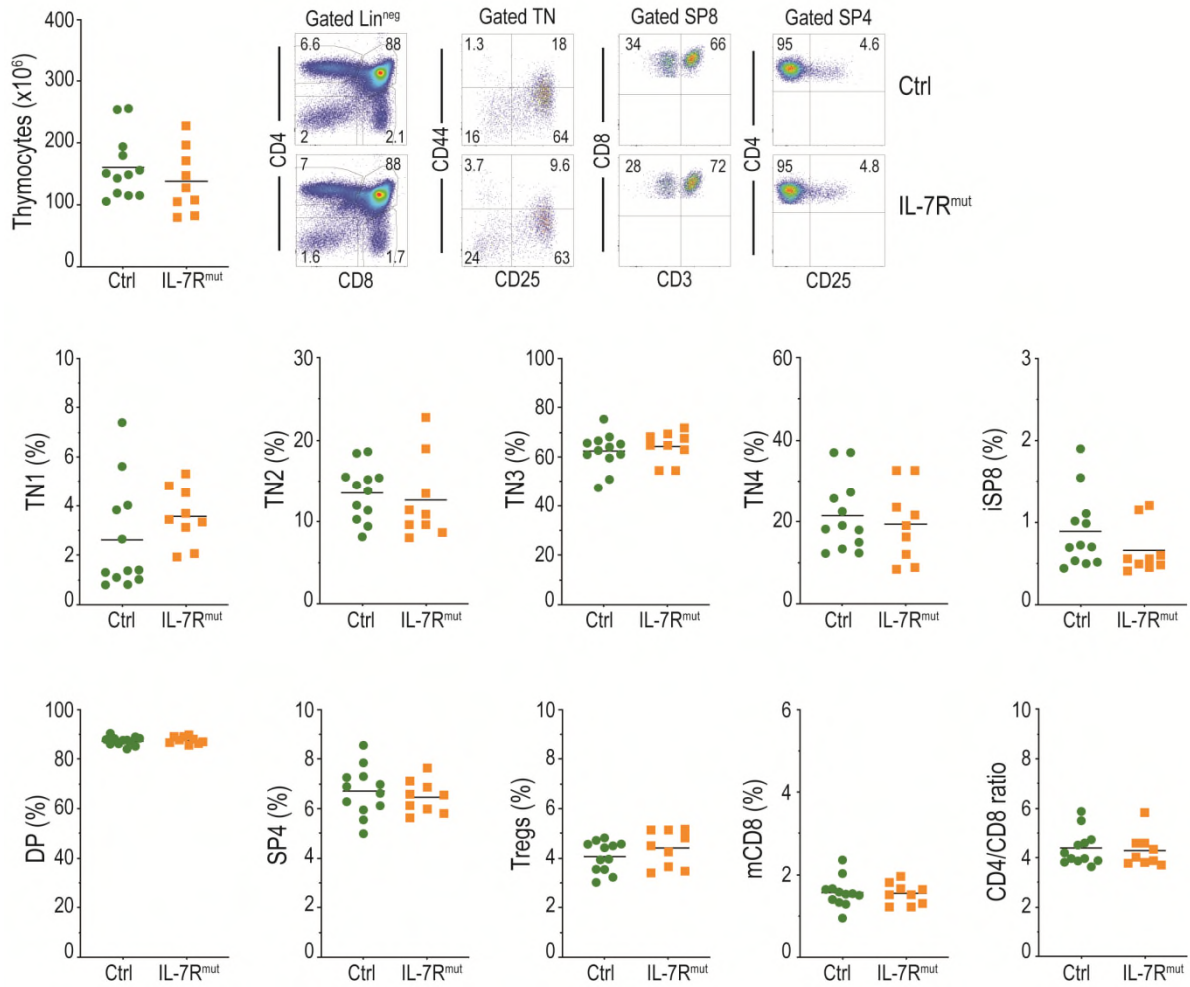 Thymocytes (x10⁶)
400
300
200
100
0
Ctrl IL-7Rᵐᵘᵗ
Gated Linⁿᵉᵍ
Gated TN
Gated SP8
Gated SP4
6.6 88
2 2.1
1.3 18
16 64
34 66
95 4.6
Ctrl
7 88
1.6 1.7
3.7 9.6
24 63
28 72
95 4.8
IL-7Rᵐᵘᵗ
CD4
CD8
CD44
CD25
CD8
CD3
CD4
CD25
TN1 (%)
10
8
6
4
2
0
Ctrl IL-7Rᵐᵘᵗ
TN2 (%)
30
20
10
0
Ctrl IL-7Rᵐᵘᵗ
TN3 (%)
100
80
60
40
20
0
Ctrl IL-7Rᵐᵘᵗ
TN4 (%)
60
40
20
0
Ctrl IL-7Rᵐᵘᵗ
iSP8 (%)
3
2
1
0
Ctrl IL-7Rᵐᵘᵗ
DP (%)
100
80
60
40
20
0
Ctrl IL-7Rᵐᵘᵗ
SP4 (%)
10
8
6
4
2
0
Ctrl IL-7Rᵐᵘᵗ
Tregs (%)
10
8
6
4
2
0
Ctrl IL-7Rᵐᵘᵗ
mCD8 (%)
6
4
2
0
Ctrl IL-7Rᵐᵘᵗ
CD4/CD8 ratio
10
8
6
4
2
0
Ctrl IL-7Rᵐᵘᵗ